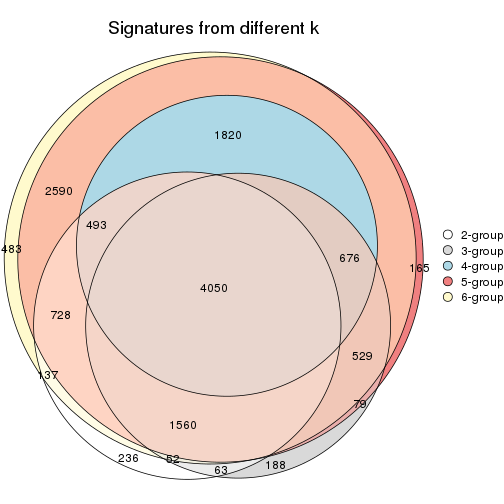 Signatures from different k
1820
2590
493
483
676
165
4050
728
529
137
79
1560
236
52
63
188
2-group
3-group
4-group
5-group
6-group